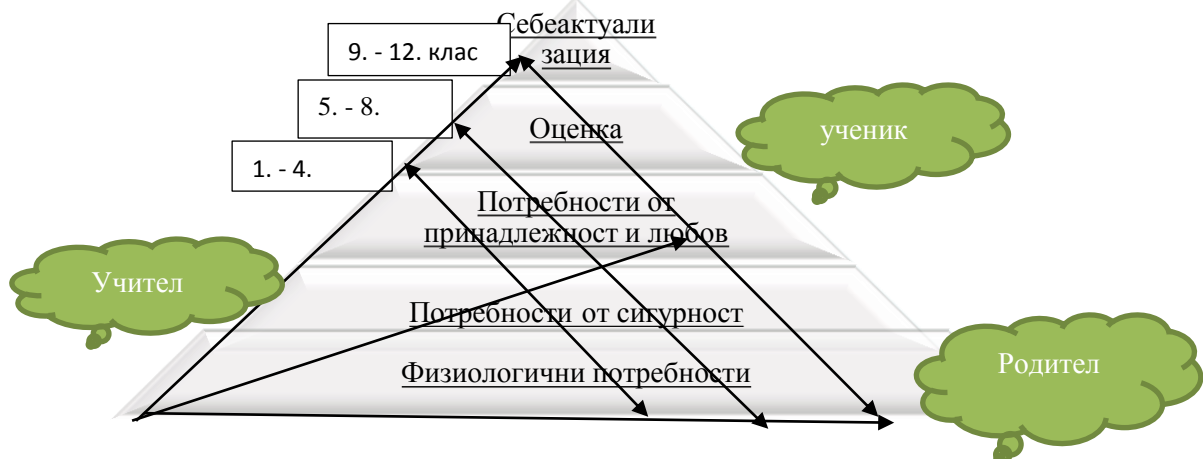 Себеактуали
зация
9. - 12. клас
5. - 8.
Оценка
ученик
1. - 4.
Потребности от
принадлежност и любов
Учител
Потребности от сигурност
Родител
Физиологични потребности